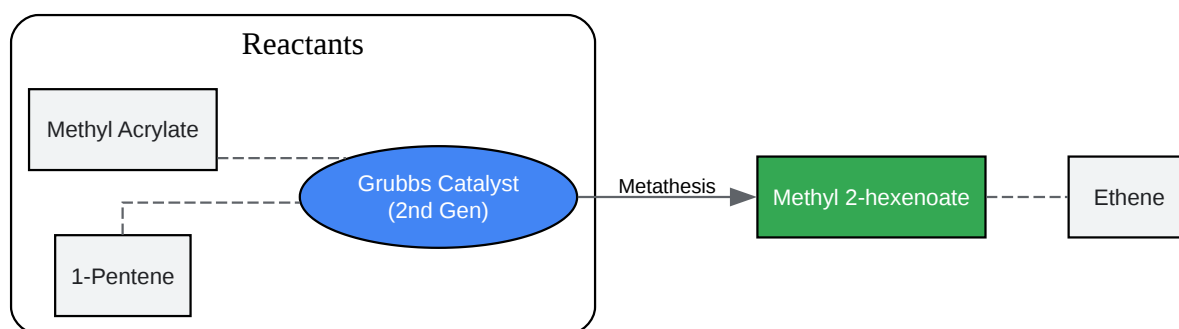 Reactants
Methyl Acrylate
1-Pentene
Grubbs Catalyst
(2nd Gen)
Metathesis
Methyl 2-hexenoate
Ethene